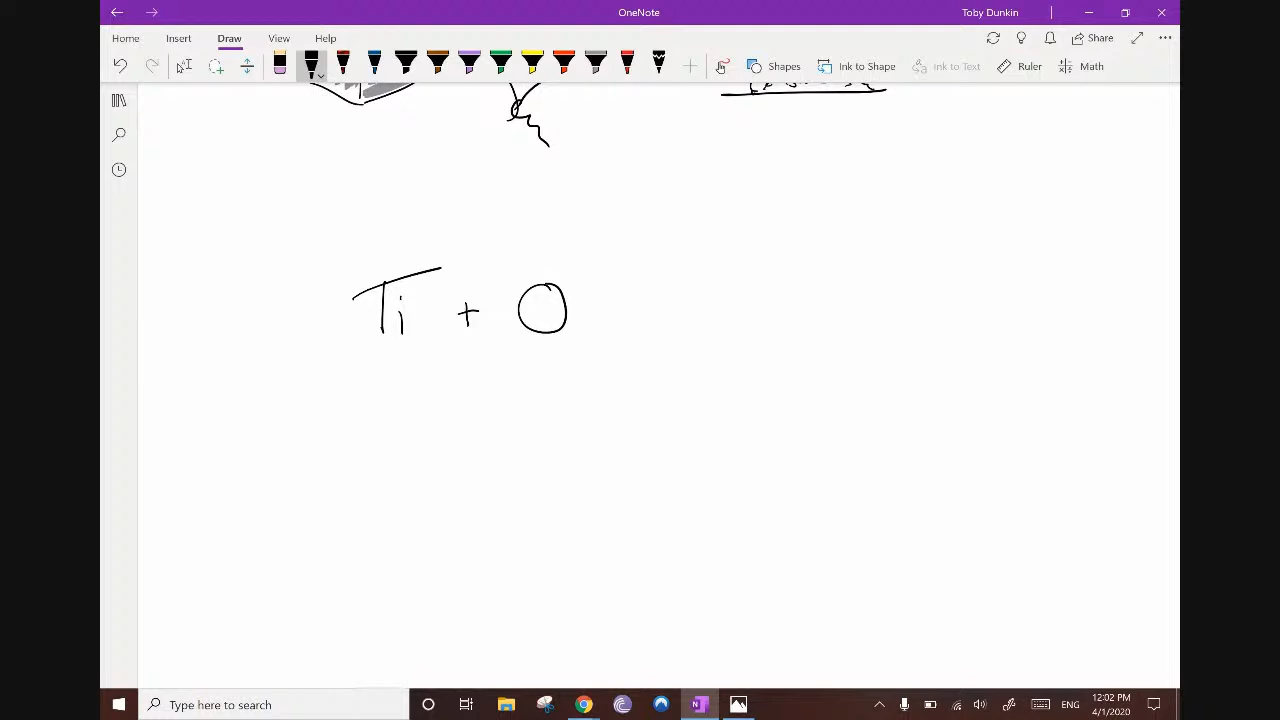 OneNote
Toby Dunkin
Home Insert Draw View Help
Share
Shapes Ink to Shape Ink to Text Ruler Math
Ti + O
Type here to search
N
ENG
12:02 PM
4/1/2020